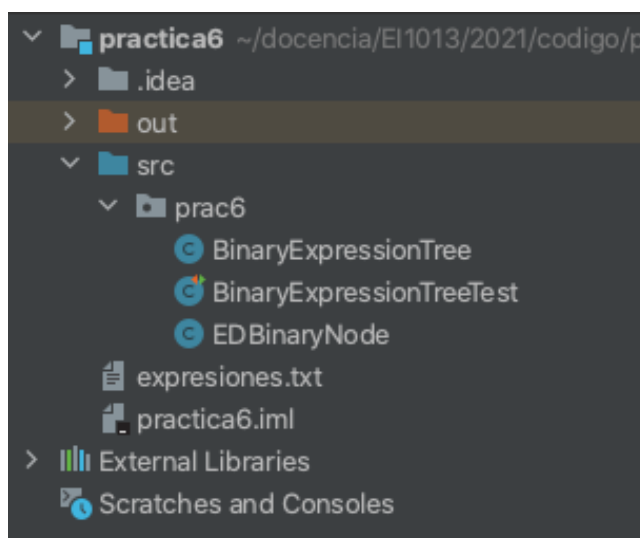 practica6 ~/docencia/EI1013/2021/codigo/p
.idea
out
src
prac6
BinaryExpressionTree
BinaryExpressionTreeTest
EDBinaryNode
expresiones.txt
practica6.iml
External Libraries
Scratches and Consoles